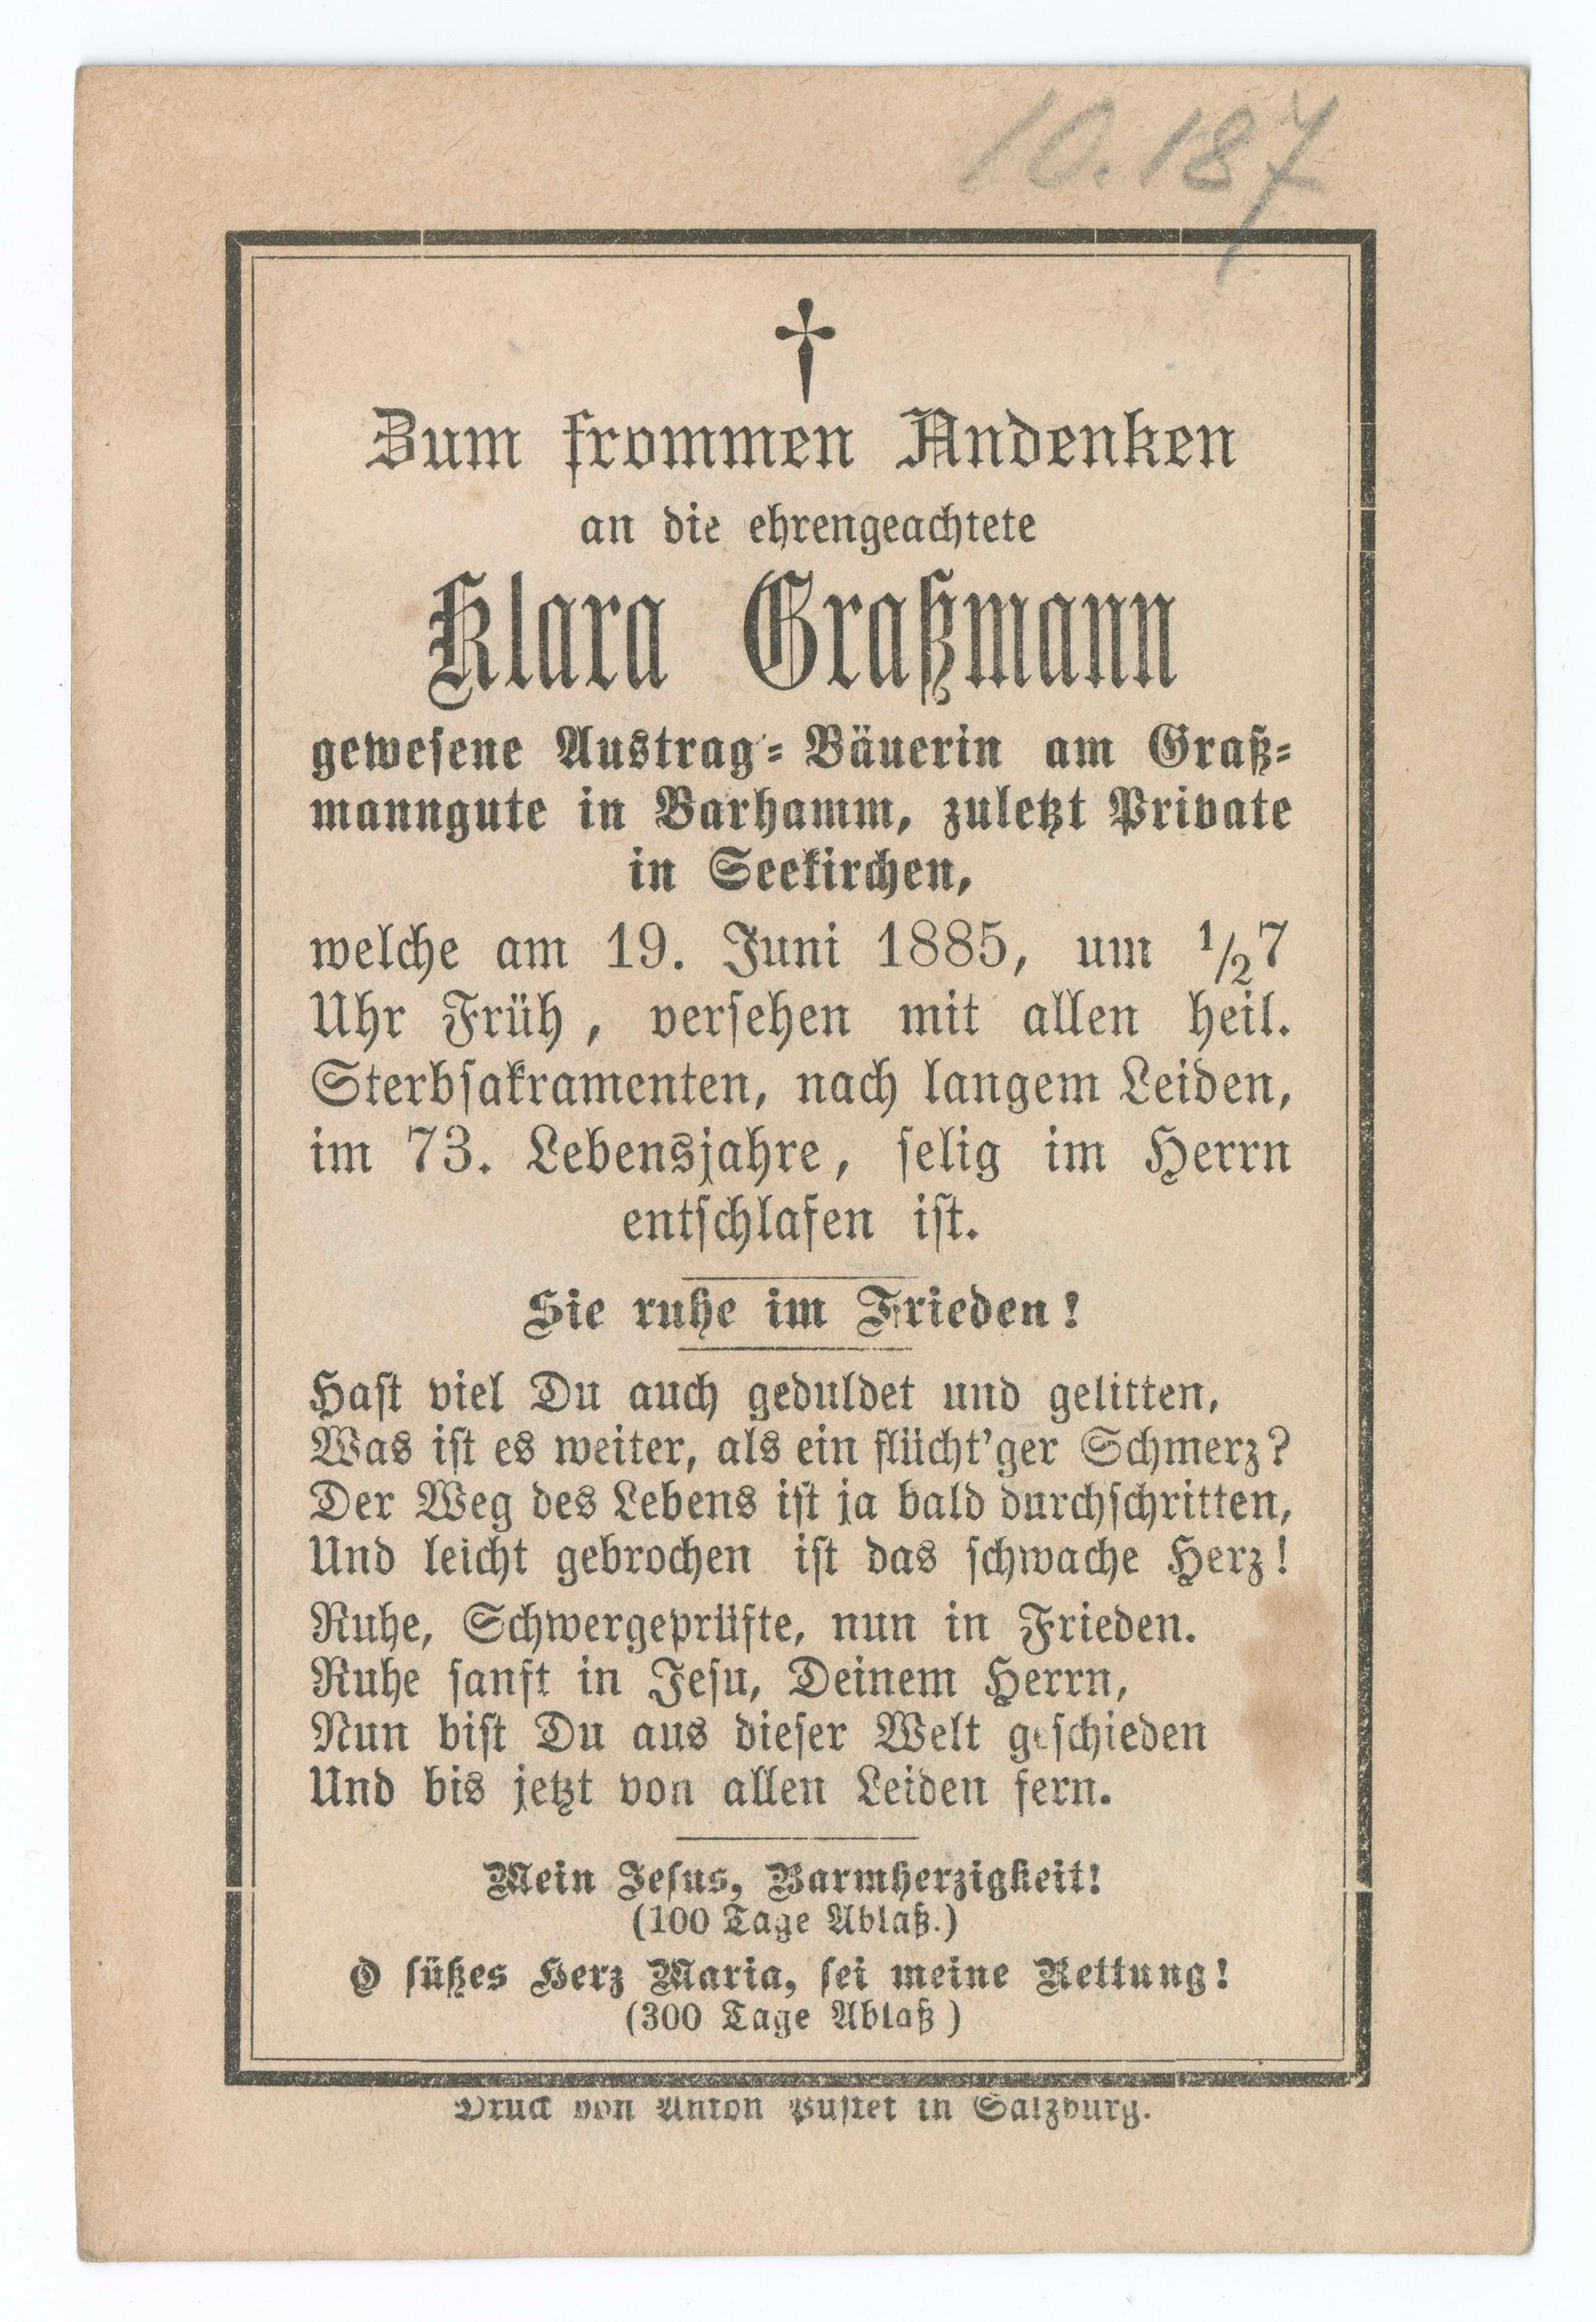 10.187
†
Zum frommen Andenken
an die ehrengeachtete
Klara Graßmann
gewesene Austrag-Bäuerin am Graß-
manngute in Barhamm, zuletzt Private
in Seekirchen,
welche am 19. Juni 1885, um 1/2 7
Uhr Früh, versehen mit allen heil.
Sterbsakramenten, nach langem Leiden,
im 73. Lebensjahre, selig im Herrn
entschlafen ist.
Sie ruhe im Frieden!
Hast viel Du auch geduldet und gelitten,
Was ist es weiter, als ein flücht'ger Schmerz?
Der Weg des Lebens ist ja bald durchschritten,
Und leicht gebrochen ist das schwache Herz!
Ruhe, Schwergeprüfte, nun in Frieden.
Ruhe sanft in Jesu, Deinem Herrn,
Nun bist Du aus dieser Welt geschieden
Und bis jetzt von allen Leiden fern.
Mein Jesus, Barmherzigkeit!
(100 Tage Ablaß.)
O süßes Herz Maria, sei meine Rettung!
(300 Tage Ablaß)
Druck von Anton Pustet in Salzburg.